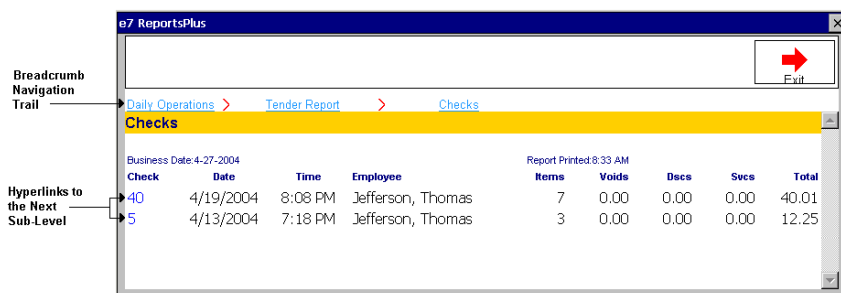 e7 ReportsPlus
Exit
Breadcrumb
Navigation
Trail
Daily Operations > Tender Report > Checks
Checks
Business Date:4-27-2004 Report Printed:8:33 AM
Check Date Time Employee Items Voids Dscs Svcs Total
Hyperlinks to
the Next
Sub-Level
40 4/19/2004 8:08 PM Jefferson, Thomas 7 0.00 0.00 0.00 40.01
5 4/13/2004 7:18 PM Jefferson, Thomas 3 0.00 0.00 0.00 12.25